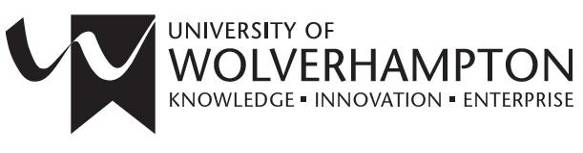 UNIVERSITY OF
WOLVERHAMPTON
KNOWLEDGE ▪ INNOVATION ▪ ENTERPRISE